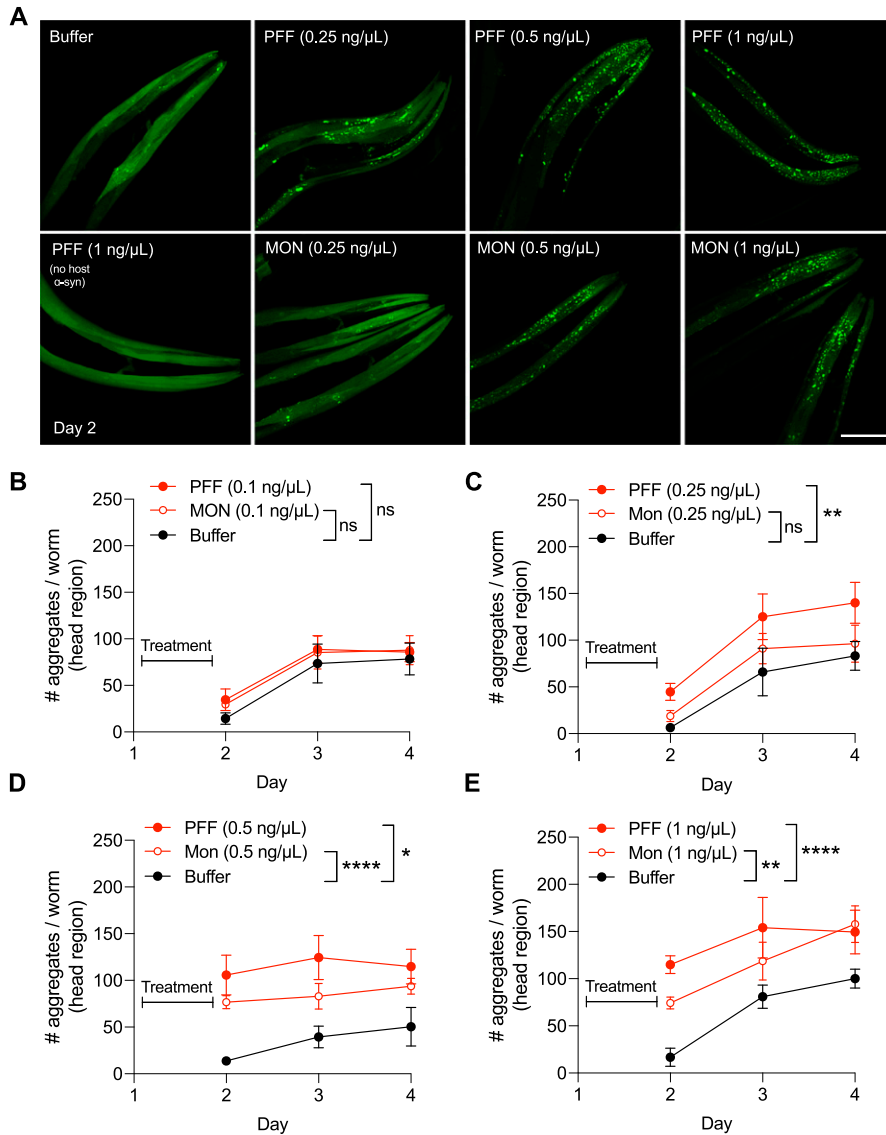 A
Buffer
PFF (0.25 ng/µL)
PFF (0.5 ng/µL)
PFF (1 ng/µL)
PFF (1 ng/µL)
(no host
α-syn)
Day 2
MON (0.25 ng/µL)
MON (0.5 ng/µL)
MON (1 ng/µL)
B
PFF (0.1 ng/µL)
MON (0.1 ng/µL)
Buffer
ns
ns
# aggregates / worm
(head region)
250
200
150
100
50
0
Treatment
1
2
3
4
Day
C
PFF (0.25 ng/µL)
Mon (0.25 ng/µL)
Buffer
ns
**
# aggregates / worm
(head region)
250
200
150
100
50
0
Treatment
1
2
3
4
Day
D
PFF (0.5 ng/µL)
Mon (0.5 ng/µL)
Buffer
****
*
# aggregates / worm
(head region)
250
200
150
100
50
0
Treatment
1
2
3
4
Day
E
PFF (1 ng/µL)
Mon (1 ng/µL)
Buffer
**
****
# aggregates / worm
(head region)
250
200
150
100
50
0
Treatment
1
2
3
4
Day